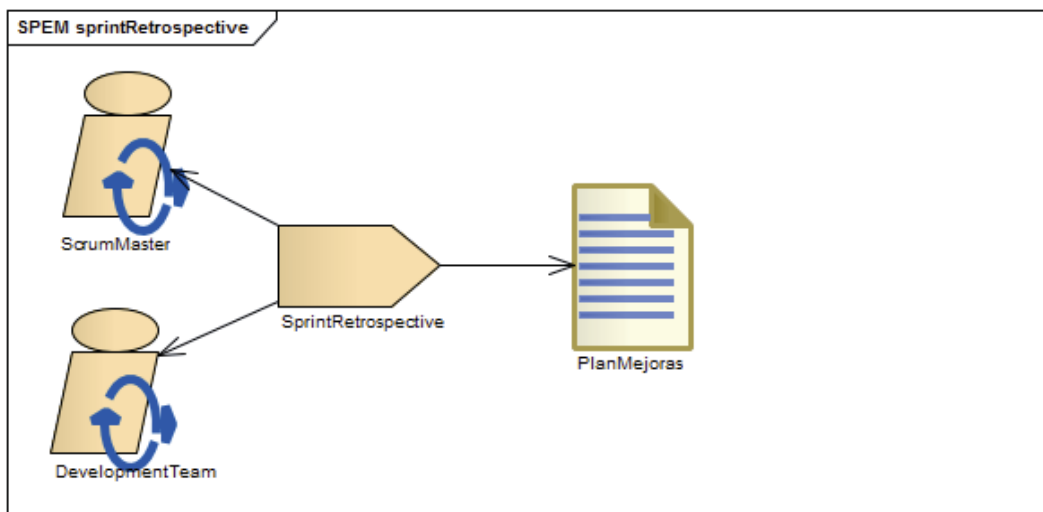 SPEM sprintRetrospective
ScrumMaster
SprintRetrospective
PlanMejoras
DevelopmentTeam